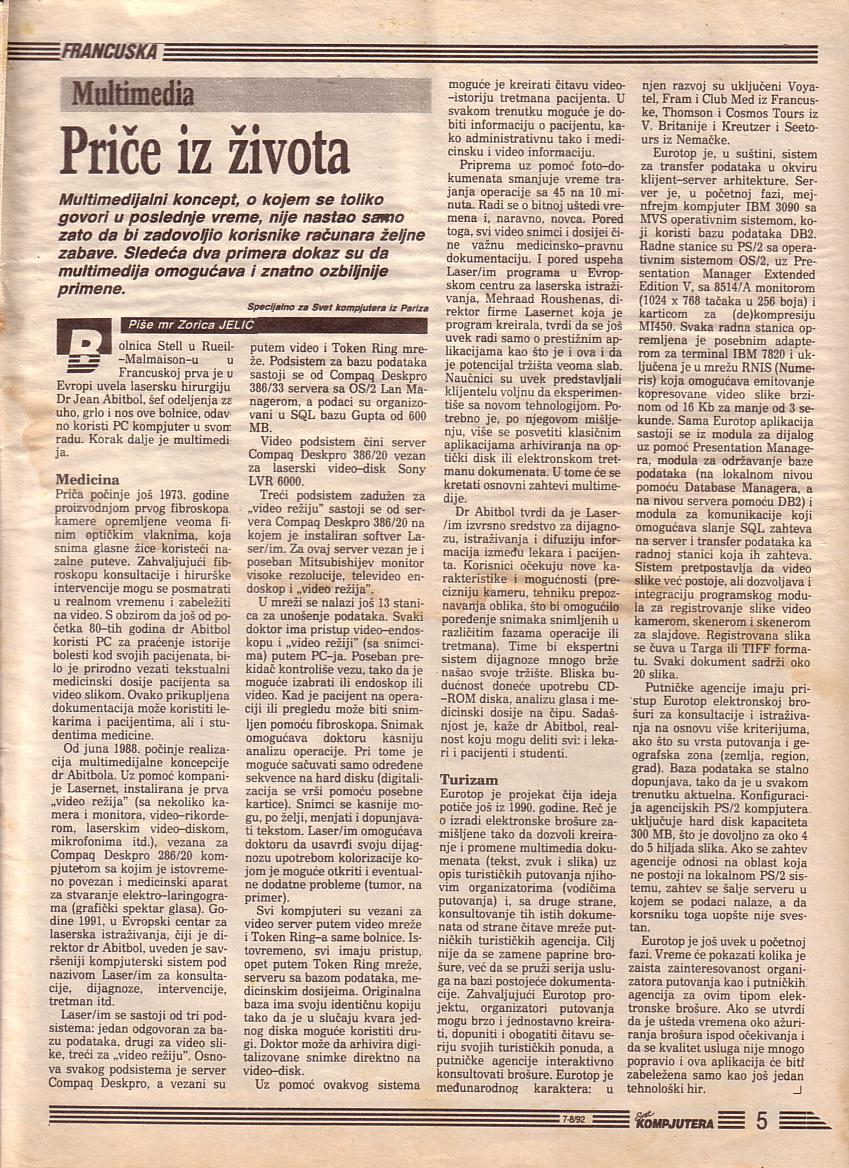 FRANCUSKA
Multimedia
Priče iz života
Multimedijalni koncept, o kojem se toliko
govori u poslednje vreme, nije nastao samo
zato da bi zadovoljio korisnike računara željne
zabave. Sledeća dva primera dokaz su da
multimedija omogućava i znatno ozbiljnije
primene.
Specijalno za Svet kompjutera iz Pariza
Piše mr Zorica JELIĆ
Bolnica Stell u Rueil-
-Malmaison-u u
Francuskoj prva je u
Evropi uvela lasersku hirurgiju
Dr Jean Abitbol, šef odeljenja za
uho, grlo i nos ove bolnice, odav
no koristi PC kompjuter u svom
radu. Korak dalje je multimedi
ja.
Medicina
Priča počinje još 1973. godine
proizvodnjom prvog fibroskopa
kamere opremljene veoma fi-
nim optičkim vlaknima, koja
snima glasne žice koristeći na-
zalne puteve. Zahvaljujući fib-
roskopu konsultacije i hirurške
intervencije mogu se posmatrati
u realnom vremenu i zabeležiti
na video. S obzirom da još od po-
četka 80-tih godina dr Abitbol
koristi PC za praćenje istorije
bolesti kod svojih pacijenata, bi-
lo je prirodno vezati tekstualni
medicinski dosije pacijenta sa
video slikom. Ovako prikupljena
dokumentacija može koristiti le-
karima i pacijentima, ali i stu-
dentima medicine.
Od juna 1988. počinje realiza-
cija multimedijalne koncepcije
dr Abitbola. Uz pomoć kompani-
je Lasernet, instalirana je prva
„video režija” (sa nekoliko ka-
mera i monitora, video-rikorde-
rom, laserskim video-diskom,
mikrofonima itd.), vezana za
Compaq Deskpro 286/20 kom-
pjuterom sa kojim je istovreme-
no povezan i medicinski aparat
za stvaranje elektro-laringogra-
ma (grafički spektar glasa). Go-
dine 1991, u Evropski centar za
laserska istraživanja, čiji je di-
rektor dr Abitbol, uveden je sav-
ršeniji kompjuterski sistem pod
nazivom Laser/im za konsulta-
cije, dijagnoze, intervencije,
tretman itd.
Laser/im se sastoji od tri pod-
sistema: jedan odgovoran za ba-
zu podataka, drugi za video sli-
ke, treći za „video režiju”. Osno-
va svakog podsistema je server
Compaq Deskpro, a vezani su
putem video i Token Ring mre-
že. Podsistem za bazu podataka
sastoji se od Compaq Deskpro
386/33 servera sa OS/2 Lan Ma-
nagerom, a podaci su organizo-
vani u SQL bazu Gupta od 600
MB.
Video podsistem čini server
Compaq Deskpro 386/20 vezan
za laserski video-disk Sony
LVR 6000.
Treći podsistem zadužen za
„video režiju” sastoji se od ser-
vera Compaq Deskpro 386/20 na
kojem je instaliran softver La-
ser/im. Za ovaj server vezan je i
poseban Mitsubishijev monitor
visoke rezolucije, televideo en-
doskop i „video režija”.
U mreži se nalazi još 13 stani-
ca za unošenje podataka. Svaki
doktor ima pristup video-endos-
kopu i „video režiji” (sa snimci-
ma) putem PC-ja. Poseban pre-
kidač kontroliše vezu, tako da je
moguće izabrati ili endoskop ili
video. Kad je pacijent na opera-
ciji ili pregledu može biti snim-
ljen pomoću fibroskopa. Snimak
omogućava doktoru kasniju
analizu operacije. Pri tome je
moguće sačuvati samo određene
sekvence na hard disku (digitali-
zacija se vrši pomoću posebne
kartice). Snimci se kasnije mo-
gu, po želji, menjati i dopunjava-
ti tekstom. Laser/im omogućava
doktoru da usavrši svoju dijag-
nozu upotrebom kolorizacije ko-
jom je moguće otkriti i eventual-
ne dodatne probleme (tumor, na
primer).
Svi kompjuteri su vezani za
video server putem video mreže
i Token Ring-a same bolnice. Is-
tovremeno, svi imaju pristup,
opet putem Token Ring mreže,
serveru sa bazom podataka, me-
dicinskim dosijeima. Originalna
baza ima svoju identičnu kopiju
tako da je u slučaju kvara jed-
nog diska moguće koristiti dru-
gi. Doktor može da arhivira digi-
talizovane snimke direktno na
video-disk.
Uz pomoć ovakvog sistema
moguće je kreirati čitavu video-
-istoriju tretmana pacijenta. U
svakom trenutku moguće je do-
biti informaciju o pacijentu, ka-
ko administrativnu tako i medi-
cinsku i video informaciju.
Priprema uz pomoć foto-do-
kumenata smanjuje vreme tra-
janja operacije sa 45 na 10 mi-
nuta. Radi se o bitnoj uštedi vre-
mena i, naravno, novca. Pored
toga, svi video snimci i dosijei či-
ne važnu medicinsko-pravnu
dokumentaciju. I pored uspeha
Laser/im programa u Evrop-
skom centru za laserska istraži-
vanja, Mehraad Roushenas, di-
rektor firme Lasernet koja je
program kreirala, tvrdi da se još
uvek radi samo o prestižnim ap-
likacijama kao što je i ova i da
je potencijal tržišta veoma slab.
Naučnici su uvek predstavljali
klijentelu voljnu da eksperimen-
tiše sa novom tehnologijom. Po-
trebno je, po njegovom mišlje-
nju, više se posvetiti klasičnim
aplikacijama arhiviranja na op-
tički disk ili elektronskom tret-
manu dokumenata. U tome će se
kretati osnovni zahtevi multime-
dije.
Dr Abitbol tvrdi da je Laser-
/im izvrsno sredstvo za dijagno-
zu, istraživanja i difuziju infor-
macija između lekara i pacijen-
ta. Korisnici očekuju nove ka-
rakteristike i mogućnosti (pre-
cizniju kameru, tehniku prepoz-
navanja oblika, što bi omogućilo
poređenje snimaka snimljenih u
različitim fazama operacije ili
tretmana). Time bi ekspertni
sistem dijagnoze mnogo brže
našao svoje tržište. Bliska bu-
dućnost doneće upotrebu CD-
-ROM diska, analizu glasa i me-
dicinski dosije na čipu. Sadaš-
njost je, kaže dr Abitbol, real-
nost koju mogu deliti svi: i leka-
ri i pacijenti i studenti.
Turizam
Eurotop je projekat čija ideja
potiče još iz 1990. godine. Reč je
o izradi elektronske brošure za-
mišljene tako da dozvoli kreira-
nje i promene multimedia doku-
menata (tekst, zvuk i slika) uz
opis turističkih putovanja njiho-
vim organizatorima (vodičima
putovanja) i, sa druge strane,
konsultovanje tih istih dokume-
nata od strane čitave mreže put-
ničkih turističkih agencija. Cilj
nije da se zamene paprine bro-
šure, već da se pruži serija uslu-
ga na bazi postojeće dokumenta-
cije. Zahvaljujući Eurotop pro-
jektu, organizatori putovanja
mogu brzo i jednostavno kreira-
ti, dopuniti i obogatiti čitavu se-
riju svojih turističkih ponuda, a
putničke agencije interaktivno
konsultovati brošure. Eurotop je
međunarodnog karaktera: u
njen razvoj su uključeni Voya-
tel, Fram i Club Med iz Francus-
ke, Thomson i Cosmos Tours iz
V. Britanije i Kreutzer i Seeto-
urs iz Nemačke.
Eurotop je, u suštini, sistem
za transfer podataka u okviru
klijent-server arhitekture. Ser-
ver je, u početnoj fazi, mej-
nfrejm kompjuter IBM 3090 sa
MVS operativnim sistemom, ko-
ji koristi bazu podataka DB2.
Radne stanice su PS/2 sa opera-
tivnim sistemom OS/2, uz Pre-
sentation Manager Extended
Edition V, sa 8514/A monitorom
(1024 x 768 tačaka u 256 boja) i
karticom za (de)kompresiju
MI450. Svaka radna stanica op-
remljena je posebnim adapte-
rom za terminal IBM 7820 i uk-
ljučena je u mrežu RNIS (Nume-
ris) koja omogućava emitovanje
kopresovane video slike brzi-
nom od 16 Kb za manje od 3 se-
kunde. Sama Eurotop aplikacija
sastoji se iz modula za dijalog
uz pomoć Presentation Manage-
ra, modula za održavanje baze
podataka (na lokalnom nivou
pomoću Database Managera, a
na nivou servera pomoću DB2) i
modula za komunikacije koji
omogućava slanje SQL zahteva
na server i transfer podataka ka
radnoj stanici koja ih zahteva.
Sistem pretpostavlja da video
slike već postoje, ali dozvoljava i
integraciju programskog modu-
la za registrovanje slike video
kamerom, skenerom i skenerom
za slajdove. Registrovana slika
se čuva u Targa ili TIFF forma-
tu. Svaki dokument sadrži oko
20 slika.
Putničke agencije imaju pri-
stup Eurotop elektronskoj bro-
šuri za konsultacije i istraživa-
nja na osnovu više kriterijuma,
ako što su vrsta putovanja i ge-
ografska zona (zemlja, region,
grad). Baza podataka se stalno
dopunjava, tako da je u svakom
trenutku aktuelna. Konfiguraci-
ja agencijskih PS/2 kompjutera
uključuje hard disk kapaciteta
300 MB, što je dovoljno za oko 4
do 5 hiljada slika. Ako se zahtev
agencije odnosi na oblast koja
ne postoji na lokalnom PS/2 sis-
temu, zahtev se šalje serveru u
kojem se podaci nalaze, a da
korsniku toga uopšte nije sves-
tan.
Eurotop je još uvek u početnoj
fazi. Vreme će pokazati kolika je
zaista zainteresovanost organi-
zatora putovanja kao i putničkih
agencija za ovim tipom elek-
tronske brošure. Ako se utvrdi
da je ušteda vremena oko ažuri-
ranja brošura ispod očekivanja i
da se kvalitet usluga nije mnogo
popravio i ova aplikacija će biti
zabeležena samo kao još jedan
tehnološki hir.
7-8/92
Svet KOMPJUTERA
5